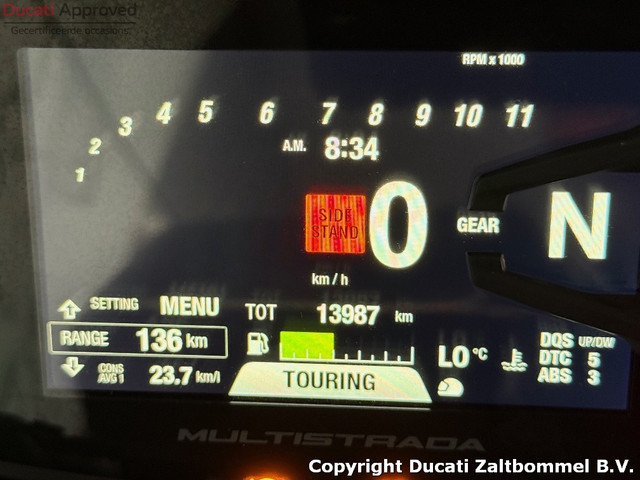 Ducati Approved
Gecertificeerde occasions
RPM x 1000
1 2 3 4 5 6 7 8 9 10 11
A.M. 8:34
SIDE STAND
0
GEAR N
km / h
SETTING MENU
TOT 13987 km
RANGE 136 km
CONS AVG 1 23.7 km/l
TOURING
LO °C
DQS UP/DW
DTC 5
ABS 3
MULTISTRADA
Copyright Ducati Zaltbommel B.V.